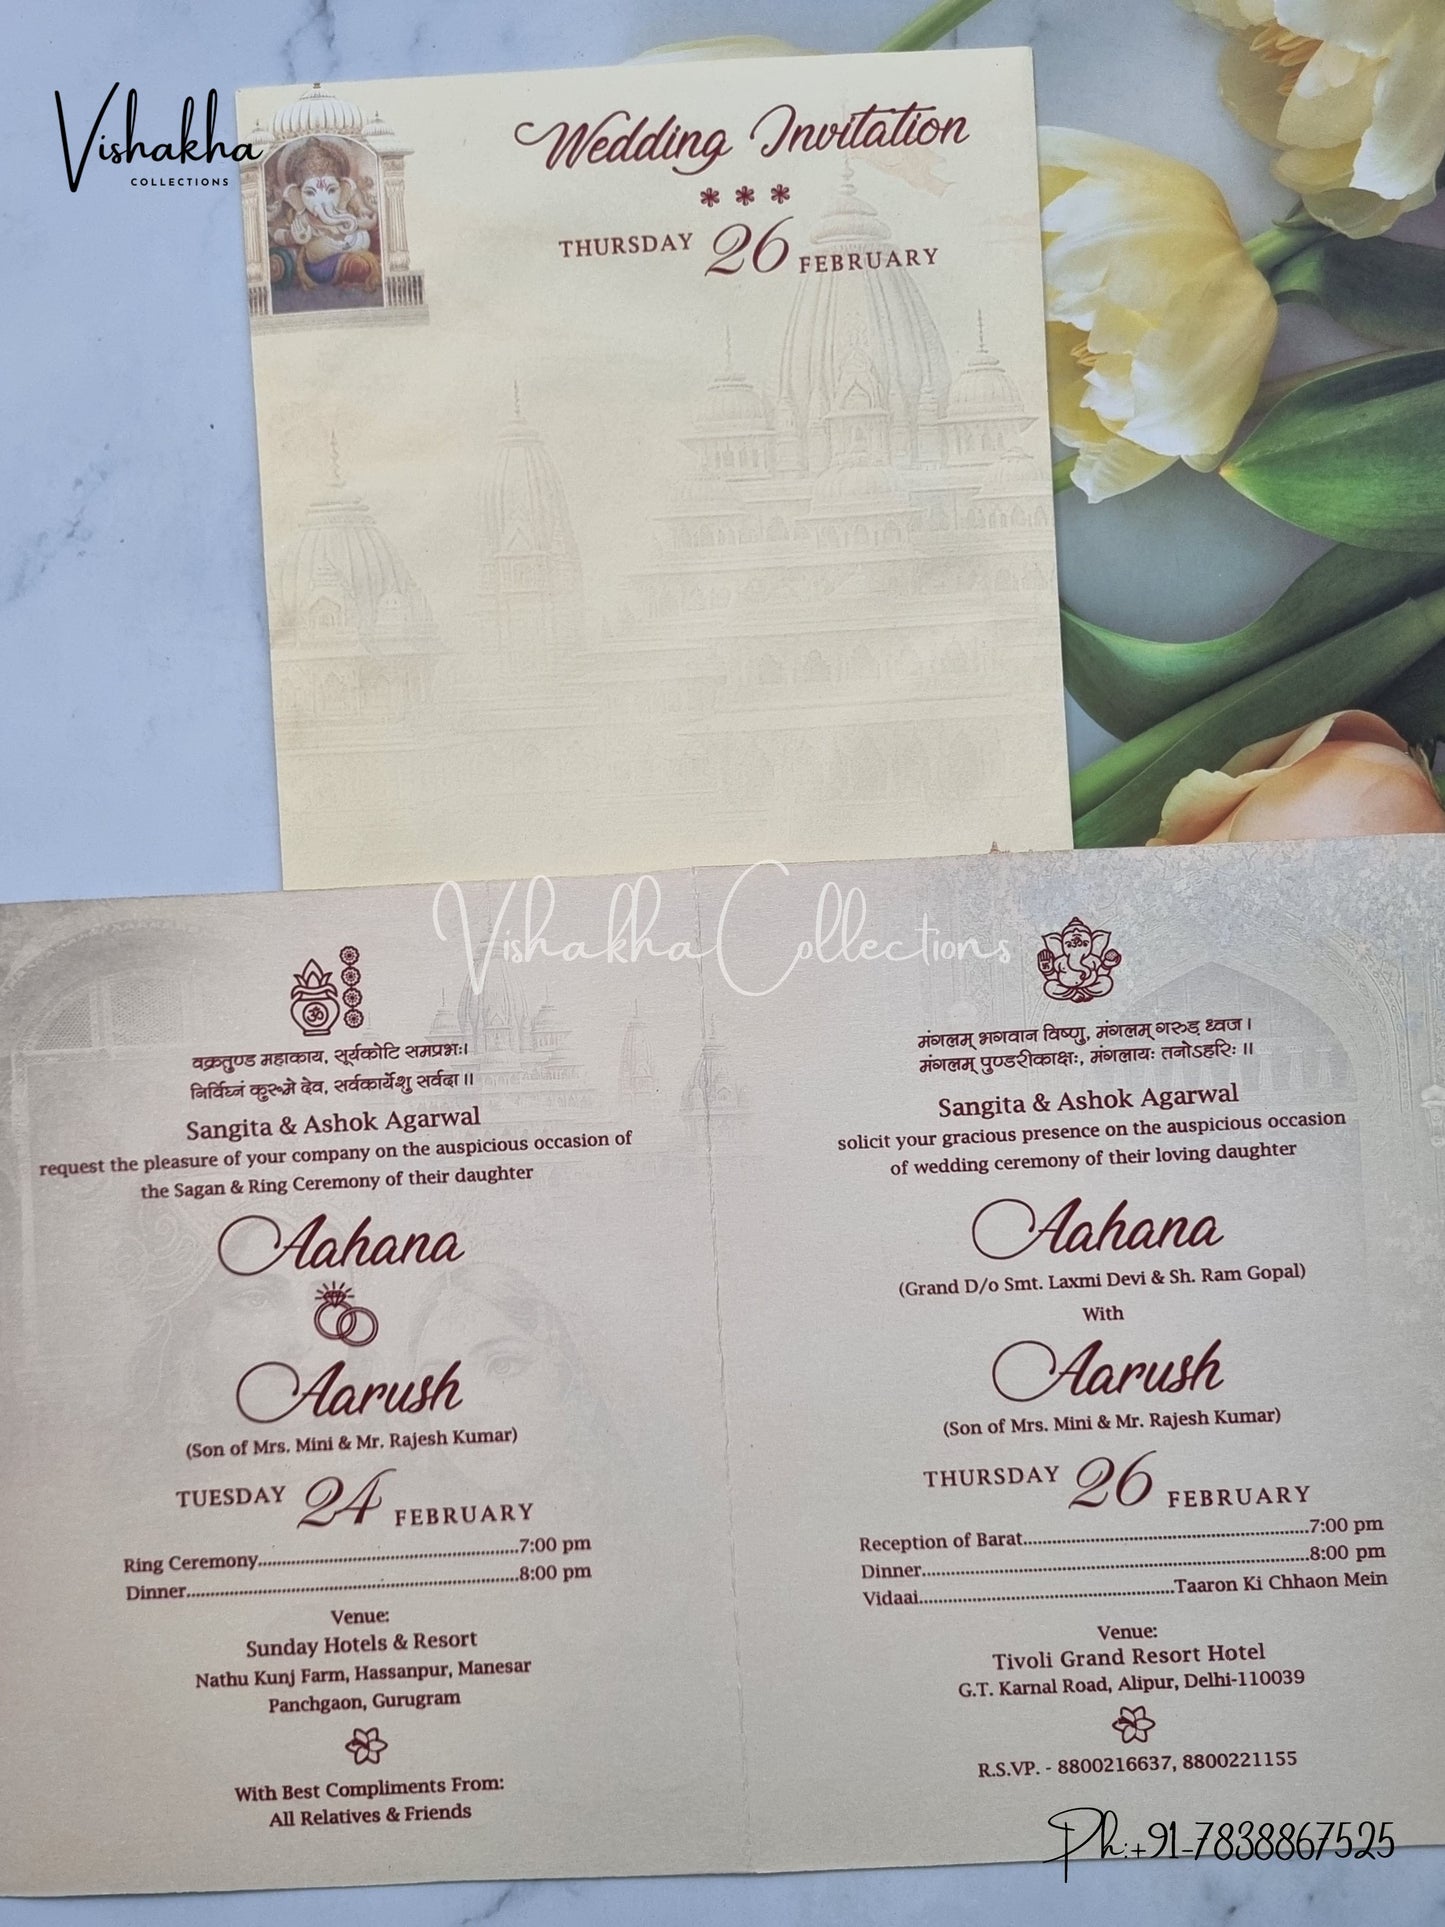 Vishakha
COLLECTIONS
Wedding Invitation
THURSDAY 26 FEBRUARY
Vishakha Collections
वक्रतुण्ड महाकाय, सूर्यकोटि समप्रभः।
निर्विघ्नं कुरूमे देव, सर्वकार्येशु सर्वदा ॥
Sangita & Ashok Agarwal
request the pleasure of your company on the auspicious occasion of
the Sagan & Ring Ceremony of their daughter
Aahana
Aarush
(Son of Mrs. Mini & Mr. Rajesh Kumar)
TUESDAY 24 FEBRUARY
Ring Ceremony..................................................7:00 pm
Dinner..................................................8:00 pm
Venue:
Sunday Hotels & Resort
Nathu Kunj Farm, Hassanpur, Manesar
Panchgaon, Gurugram
With Best Compliments From:
All Relatives & Friends
मंगलम् भगवान विष्णु, मंगलम् गरुड़ ध्वज।
मंगलम् पुण्डरीकाक्षः, मंगलायः तनोऽहरिः ॥
Sangita & Ashok Agarwal
solicit your gracious presence on the auspicious occasion
of wedding ceremony of their loving daughter
Aahana
(Grand D/o Smt. Laxmi Devi & Sh. Ram Gopal)
With
Aarush
(Son of Mrs. Mini & Mr. Rajesh Kumar)
THURSDAY 26 FEBRUARY
Reception of Barat..................................................7:00 pm
Dinner..................................................8:00 pm
Vidaai..................................................Taaron Ki Chhaon Mein
Venue:
Tivoli Grand Resort Hotel
G.T. Karnal Road, Alipur, Delhi-110039
R.S.VP. - 8800216637, 8800221155
Ph:+91-7838867525